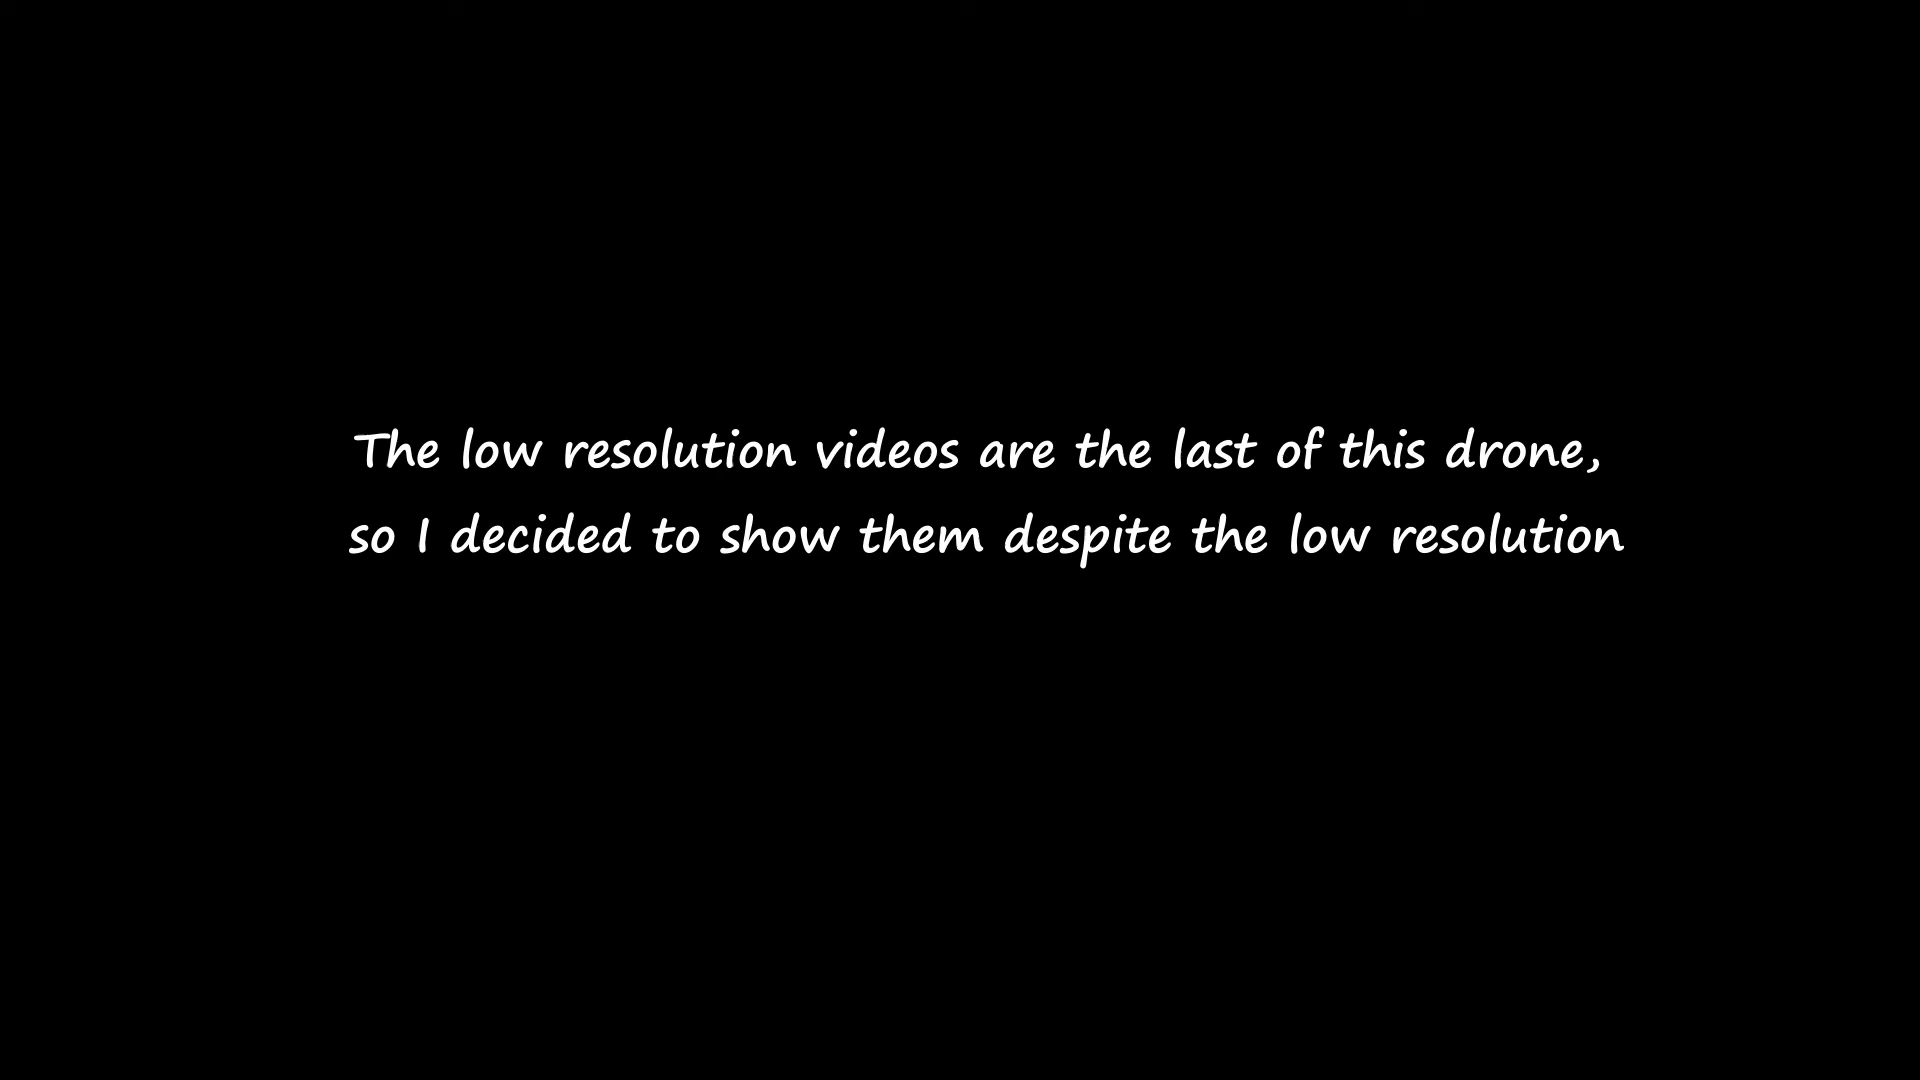 The low resolution videos are the last of this drone,
so I decided to show them despite the low resolution